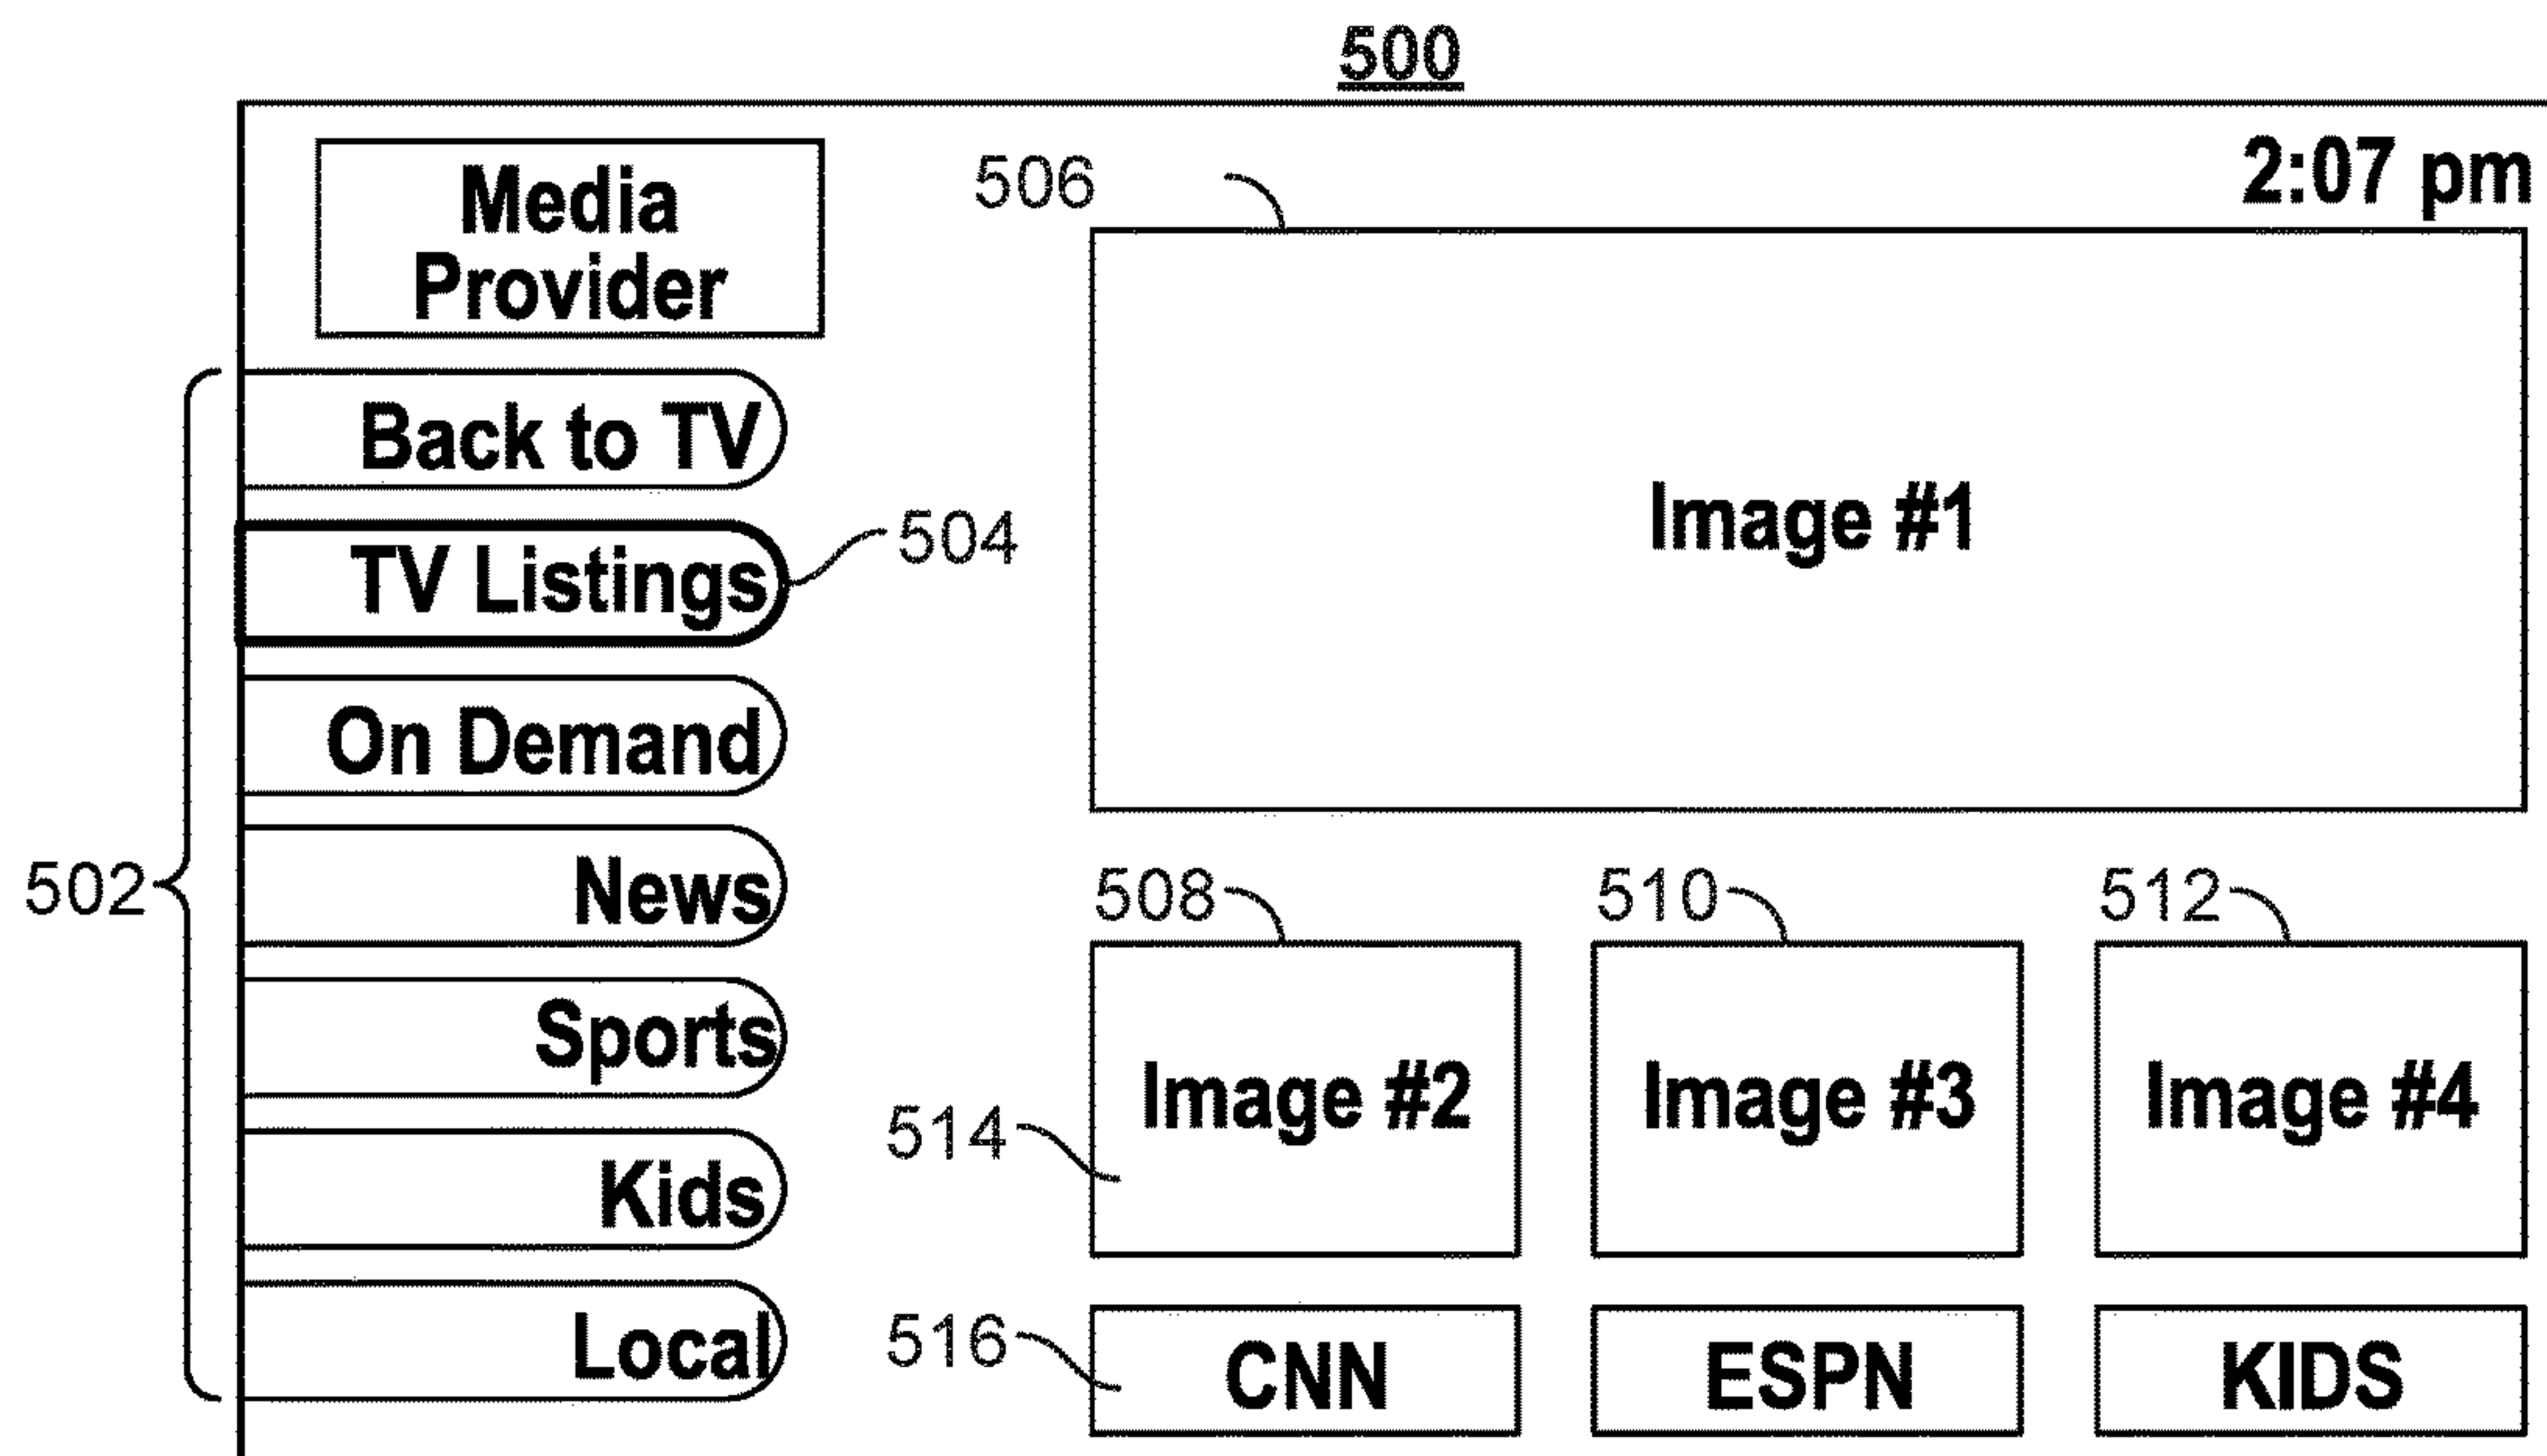 500
2:07 pm
Media
Provider
506
Image #1
Back to TV
TV Listings
504
On Demand
News
502
508
510
512
Sports
Image #2
Image #3
Image #4
514
Kids
Local
516
CNN
ESPN
KIDS